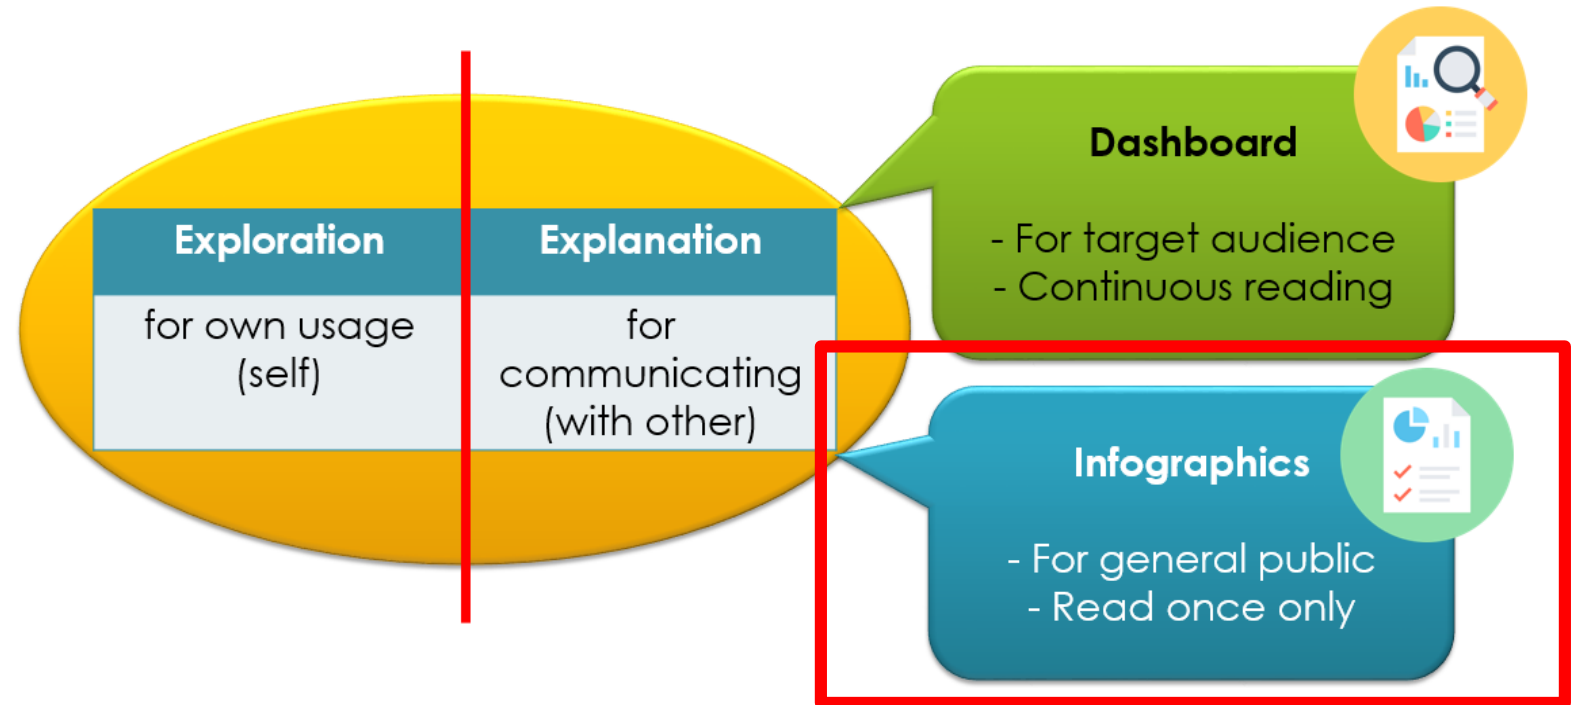 Exploration
for own usage
(self)
Explanation
for
communicating
(with other)
Dashboard
- For target audience
- Continuous reading
Infographics
- For general public
- Read once only